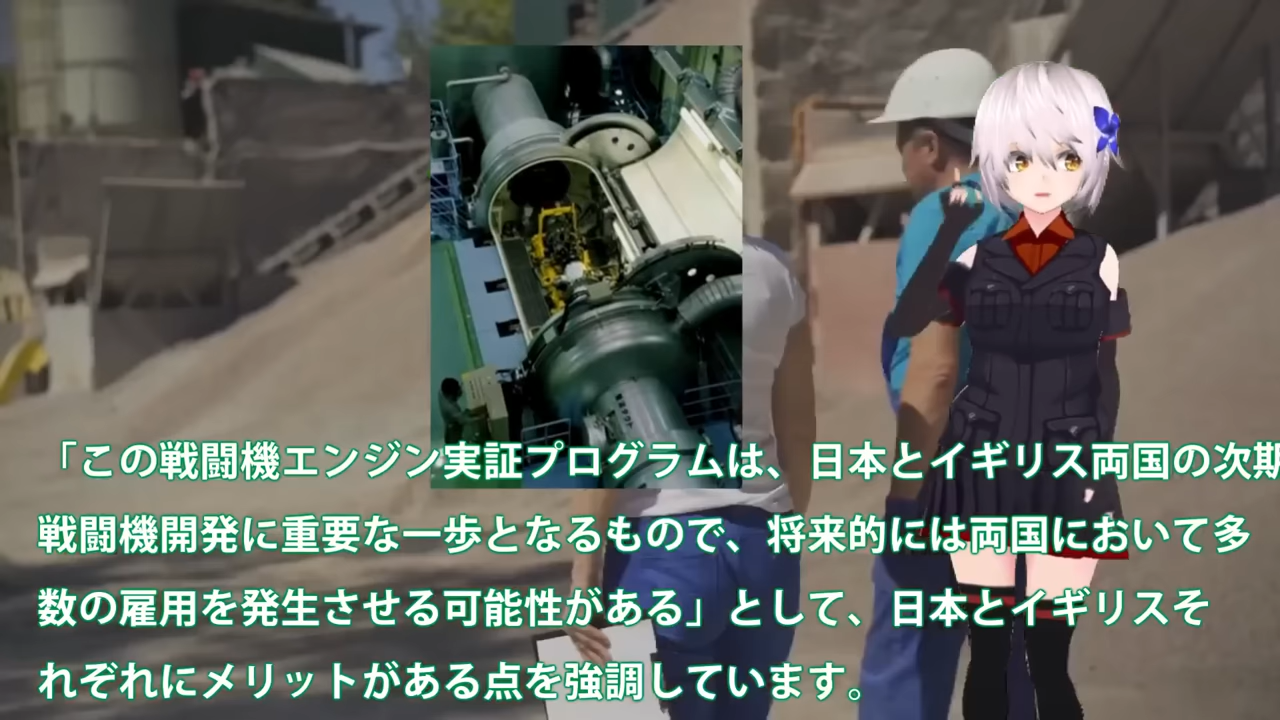 「この戦闘機エンジン実証プログラムは、日本とイギリス両国の次期
戦闘機開発に重要な一歩となるもので、将来的には両国において多
数の雇用を発生させる可能性がある」として、日本とイギリスそ
れぞれにメリットがある点を強調しています。